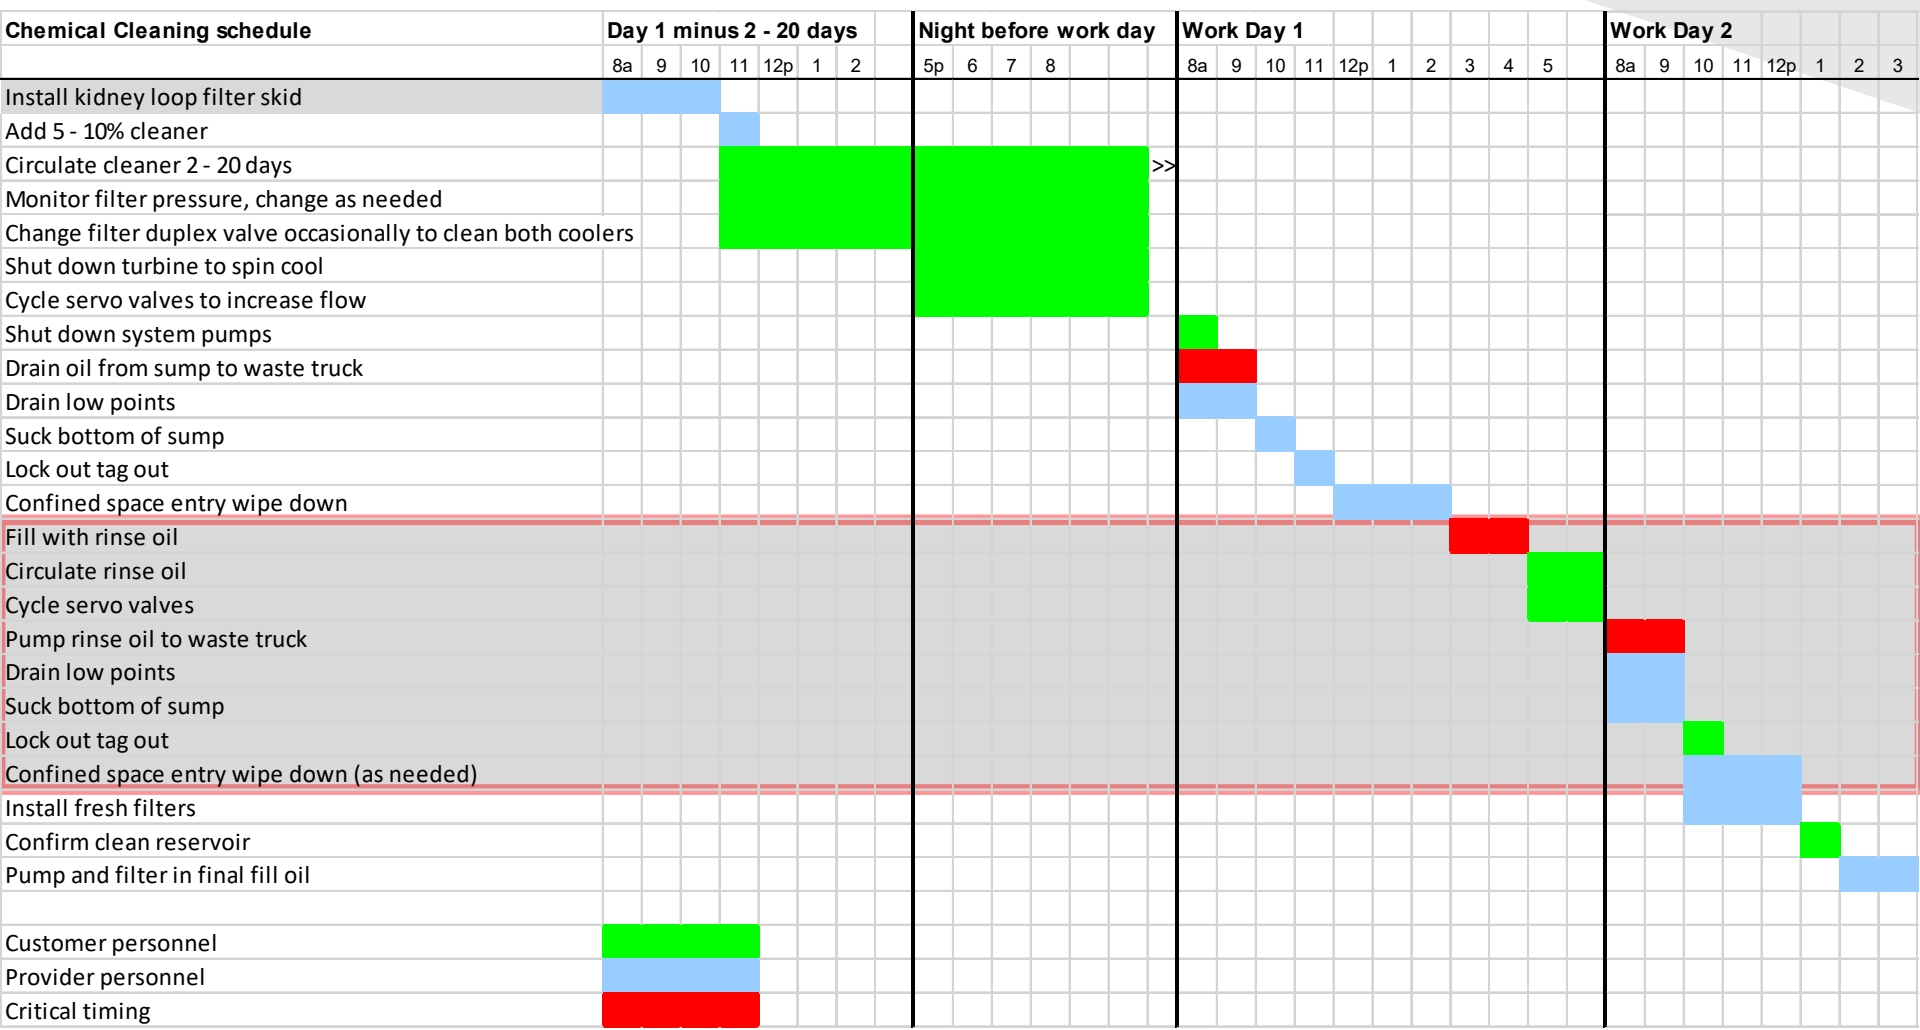 Chemical Cleaning schedule Day 1 minus 2 - 20 days Night before work day Work Day 1 Work Day 2
8a 9 10 11 12p 1 2 5p 6 7 8 8a 9 10 11 12p 1 2 3 4 5 8a 9 10 11 12p 1 2 3
Install kidney loop filter skid
Add 5 - 10% cleaner
Circulate cleaner 2 - 20 days >>
Monitor filter pressure, change as needed
Change filter duplex valve occasionally to clean both coolers
Shut down turbine to spin cool
Cycle servo valves to increase flow
Shut down system pumps
Drain oil from sump to waste truck
Drain low points
Suck bottom of sump
Lock out tag out
Confined space entry wipe down
Fill with rinse oil
Circulate rinse oil
Cycle servo valves
Pump rinse oil to waste truck
Drain low points
Suck bottom of sump
Lock out tag out
Confined space entry wipe down (as needed)
Install fresh filters
Confirm clean reservoir
Pump and filter in final fill oil
Customer personnel
Provider personnel
Critical timing